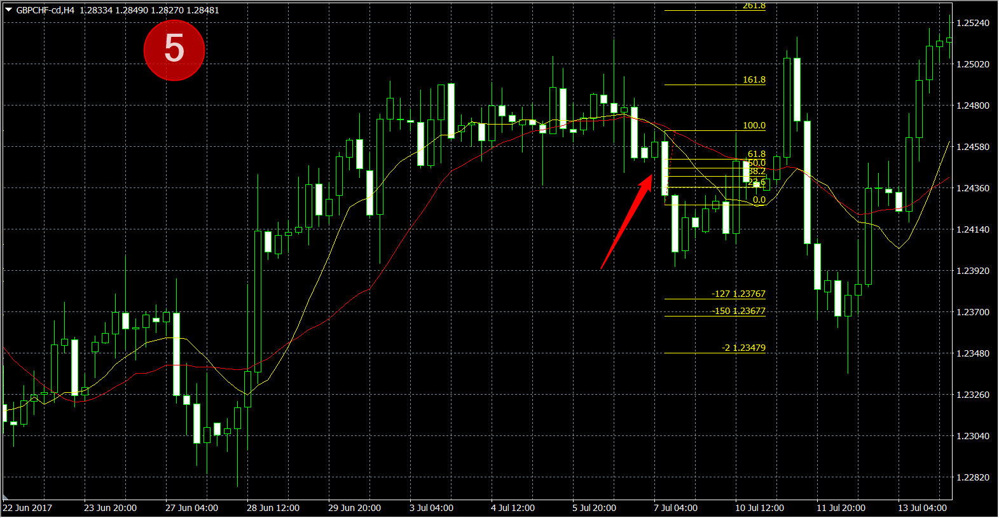 GBPCHF-cd,H4 1.28334 1.28490 1.28270 1.28481
5
261.8
161.8
100.0
61.8
50.0
38.2
23.6
0.0
-127 1.23767
-150 1.23677
-2 1.23479
1.25240
1.25020
1.24800
1.24580
1.24360
1.24140
1.23920
1.23700
1.23480
1.23260
1.23040
1.22820
22 Jun 2017
23 Jun 20:00
27 Jun 04:00
28 Jun 12:00
29 Jun 20:00
3 Jul 04:00
4 Jul 12:00
5 Jul 20:00
7 Jul 04:00
10 Jul 12:00
11 Jul 20:00
13 Jul 04:00